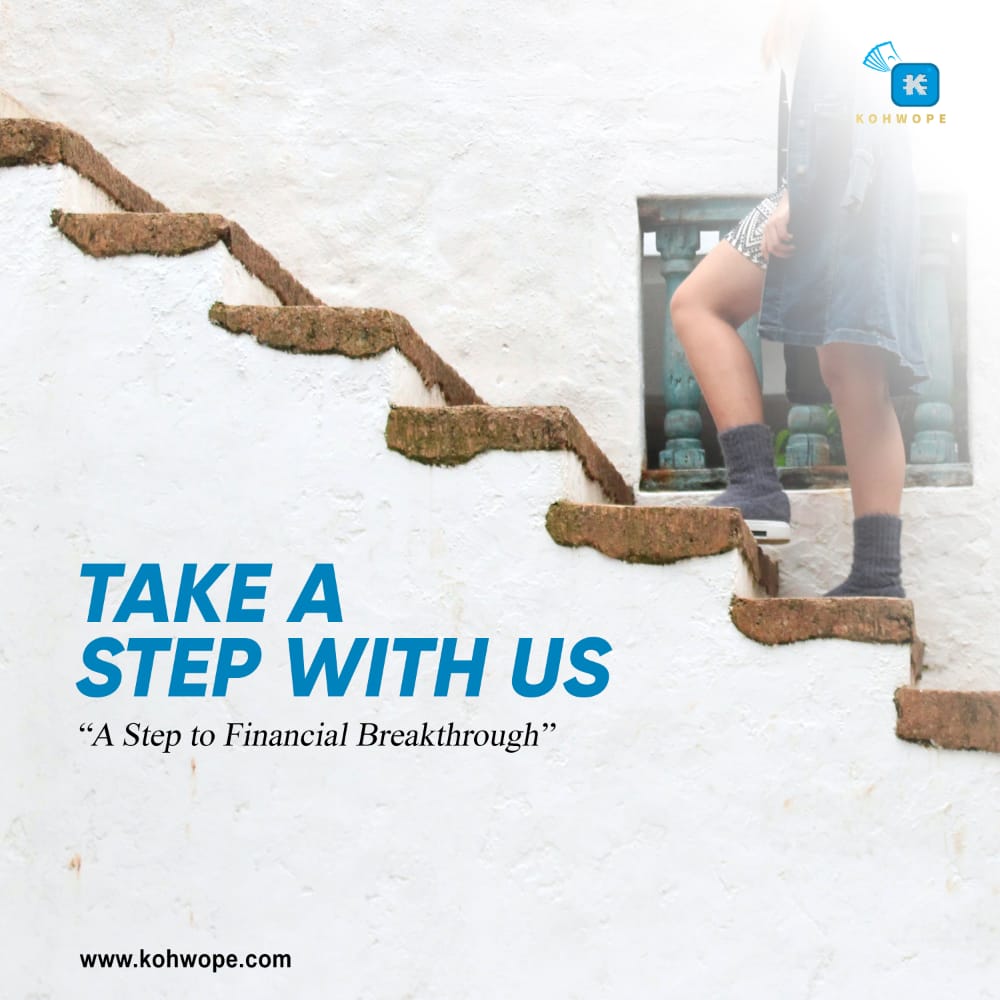 KOHWOPE
TAKE A
STEP WITH US
“A Step to Financial Breakthrough”
www.kohwope.com